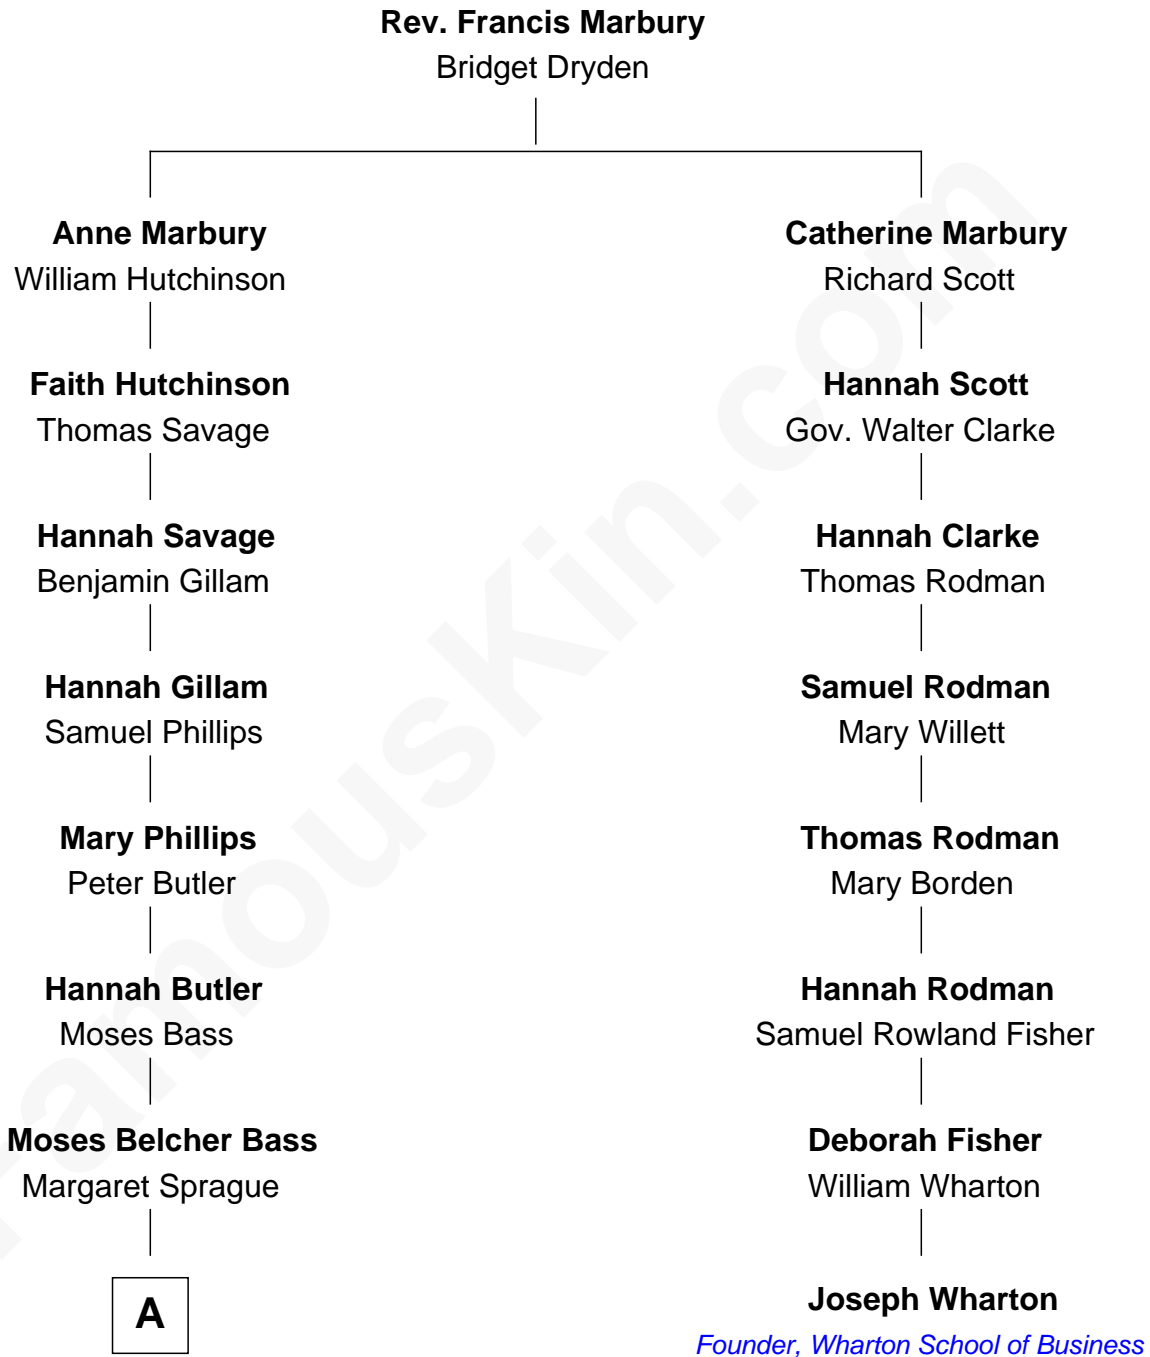 Rev. Francis Marbury
Bridget Dryden
Anne Marbury
William Hutchinson
Catherine Marbury
Richard Scott
Faith Hutchinson
Thomas Savage
Hannah Scott
Gov. Walter Clarke
Hannah Savage
Benjamin Gillam
Hannah Clarke
Thomas Rodman
Hannah Gillam
Samuel Phillips
Samuel Rodman
Mary Willett
Mary Phillips
Peter Butler
Thomas Rodman
Mary Borden
Hannah Butler
Moses Bass
Hannah Rodman
Samuel Rowland Fisher
Moses Belcher Bass
Margaret Sprague
Deborah Fisher
William Wharton
A
Joseph Wharton
Founder, Wharton School of Business
FamousKin.com